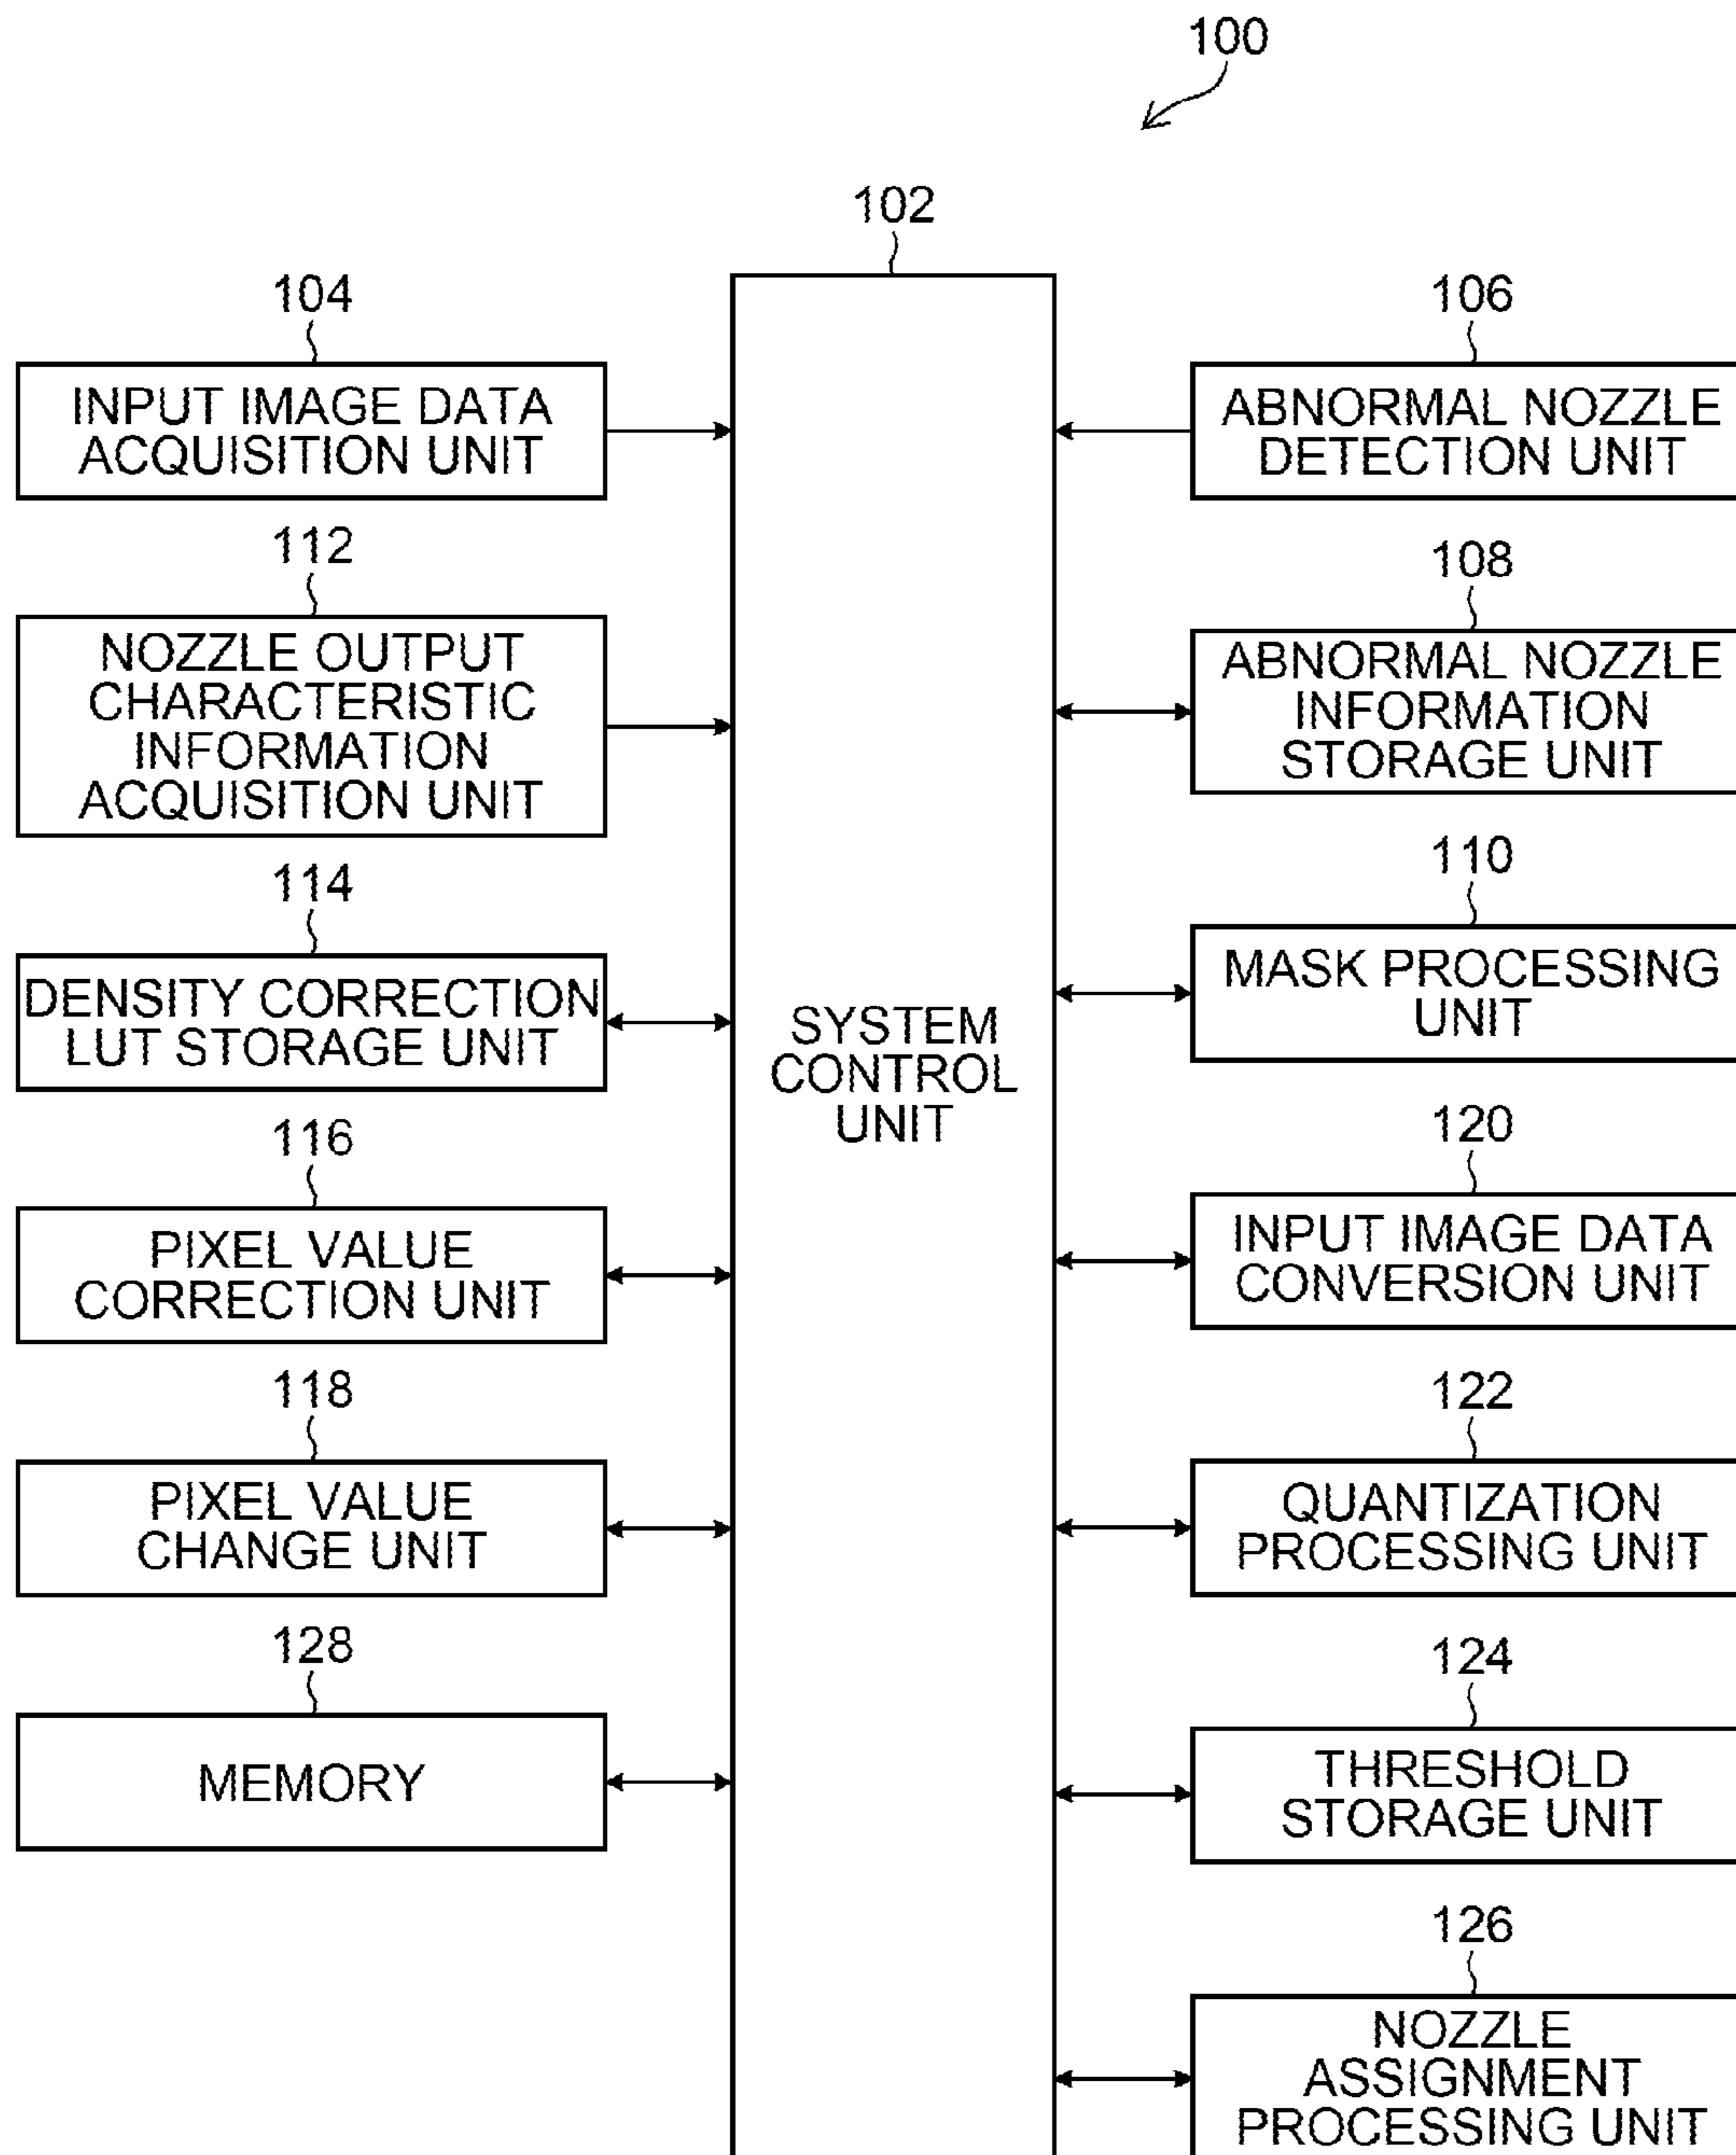 100
102
104
INPUT IMAGE DATA
ACQUISITION UNIT
112
NOZZLE OUTPUT
CHARACTERISTIC
INFORMATION
ACQUISITION UNIT
114
DENSITY CORRECTION
LUT STORAGE UNIT
116
PIXEL VALUE
CORRECTION UNIT
118
PIXEL VALUE
CHANGE UNIT
128
MEMORY
SYSTEM
CONTROL
UNIT
106
ABNORMAL NOZZLE
DETECTION UNIT
108
ABNORMAL NOZZLE
INFORMATION
STORAGE UNIT
110
MASK PROCESSING
UNIT
120
INPUT IMAGE DATA
CONVERSION UNIT
122
QUANTIZATION
PROCESSING UNIT
124
THRESHOLD
STORAGE UNIT
126
NOZZLE
ASSIGNMENT
PROCESSING UNIT